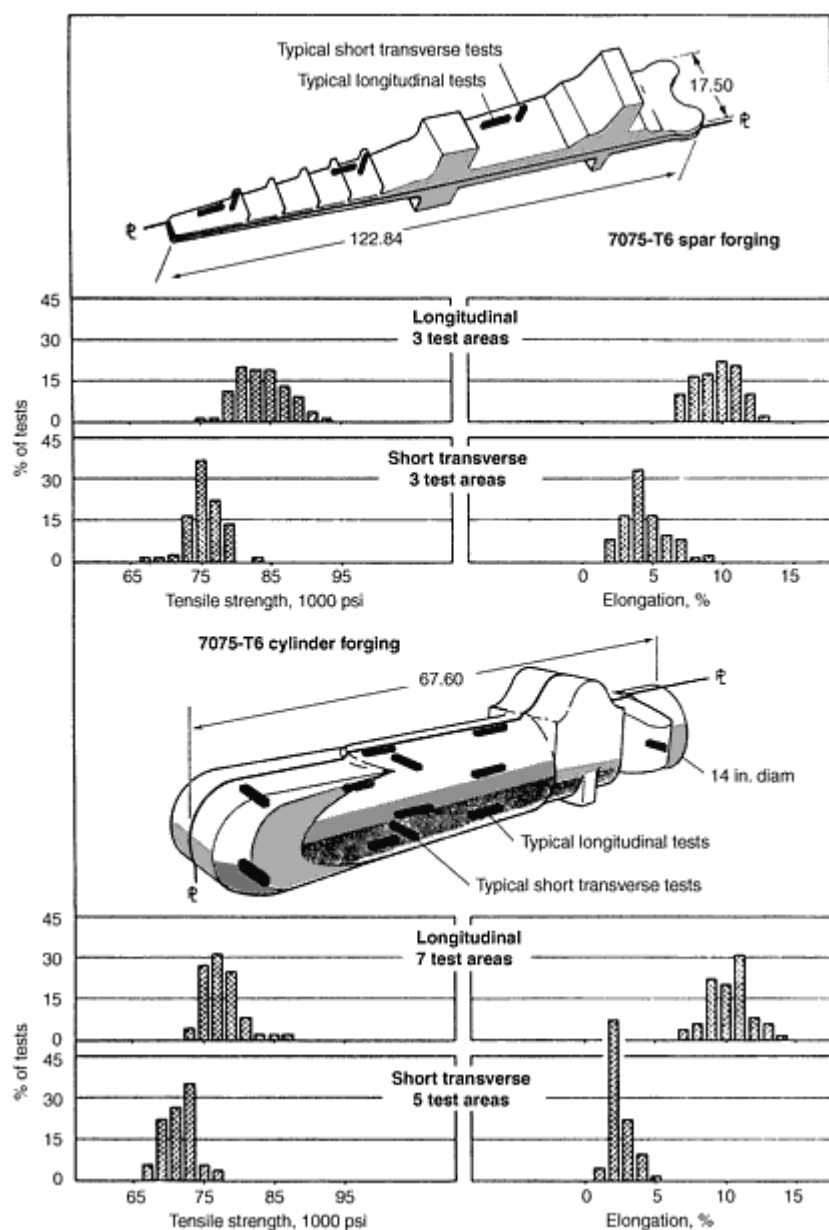 Typical short transverse tests
Typical longitudinal tests
17.50
℄
℄
122.84
7075-T6 spar forging
% of tests
45
30
15
0
Longitudinal
3 test areas
45
30
15
0
Short transverse
3 test areas
65 75 85 95
0 5 10 15
Tensile strength, 1000 psi
Elongation, %
7075-T6 cylinder forging
67.60
℄
14 in. diam
Typical longitudinal tests
Typical short transverse tests
℄
% of tests
45
30
15
0
Longitudinal
7 test areas
45
30
15
0
Short transverse
5 test areas
65 75 85 95
0 5 10 15
Tensile strength, 1000 psi
Elongation, %